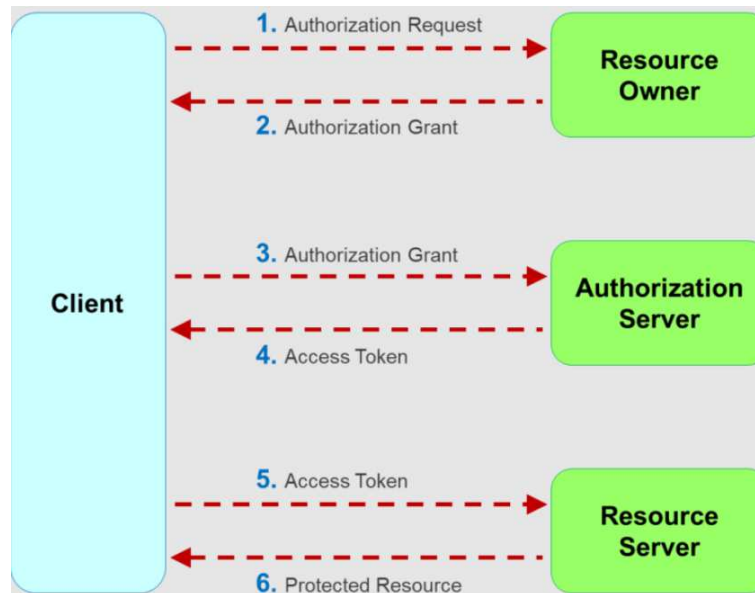 1. Authorization Request
Resource
Owner
2. Authorization Grant
3. Authorization Grant
Client
Authorization
Server
4. Access Token
5. Access Token
Resource
Server
6. Protected Resource